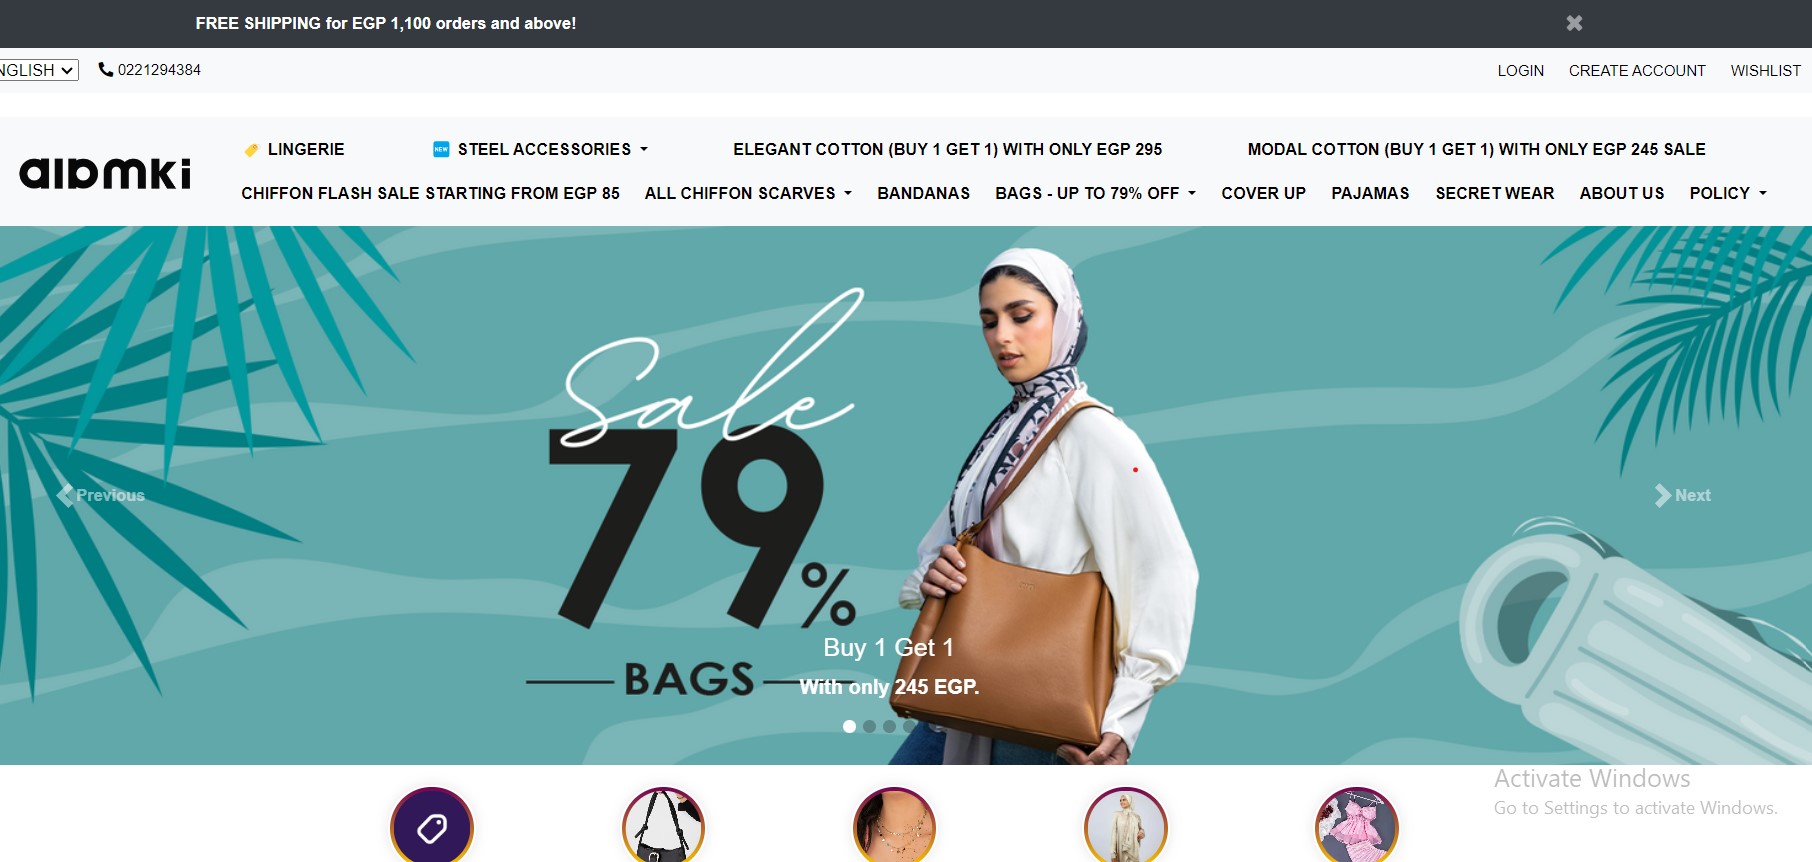 FREE SHIPPING for EGP 1,100 orders and above!
NGLISH 0221294384 LOGIN CREATE ACCOUNT WISHLIST
LINGERIE NEW STEEL ACCESSORIES ELEGANT COTTON (BUY 1 GET 1) WITH ONLY EGP 295 MODAL COTTON (BUY 1 GET 1) WITH ONLY EGP 245 SALE
CHIFFON FLASH SALE STARTING FROM EGP 85 ALL CHIFFON SCARVES BANDANAS BAGS - UP TO 79% OFF COVER UP PAJAMAS SECRET WEAR ABOUT US POLICY
Sale
79%
Previous
Next
Buy 1 Get 1
BAGS
With only 245 EGP.
Activate Windows
Go to Settings to activate Windows.